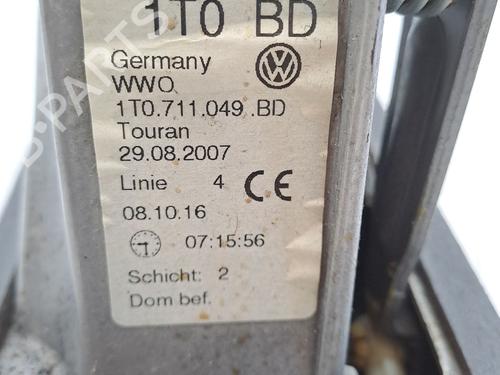 1T0 BD
Germany
WWO
1T0.711.049 .BD
Touran
29.08.2007
Linie 4 CE
08.10.16
07:15:56
Schicht: 2
Dom bef.